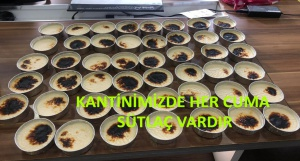 KANTİNİMİZDE HER CUMA
SÜTLAÇ VARDIR